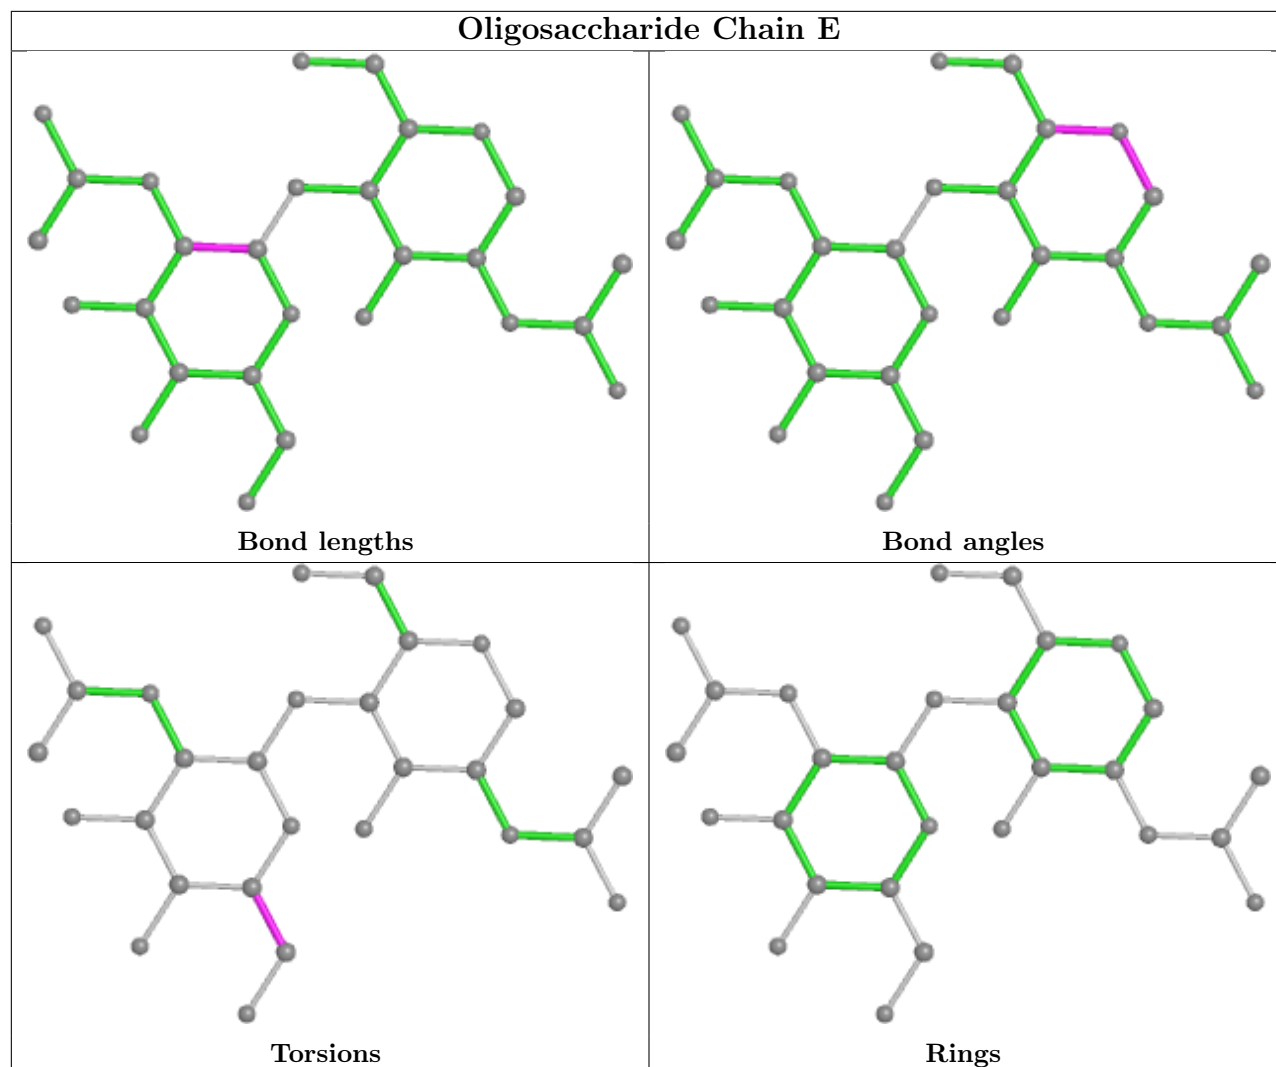 Oligosaccharide Chain E
Bond lengths
Bond angles
Torsions
Rings